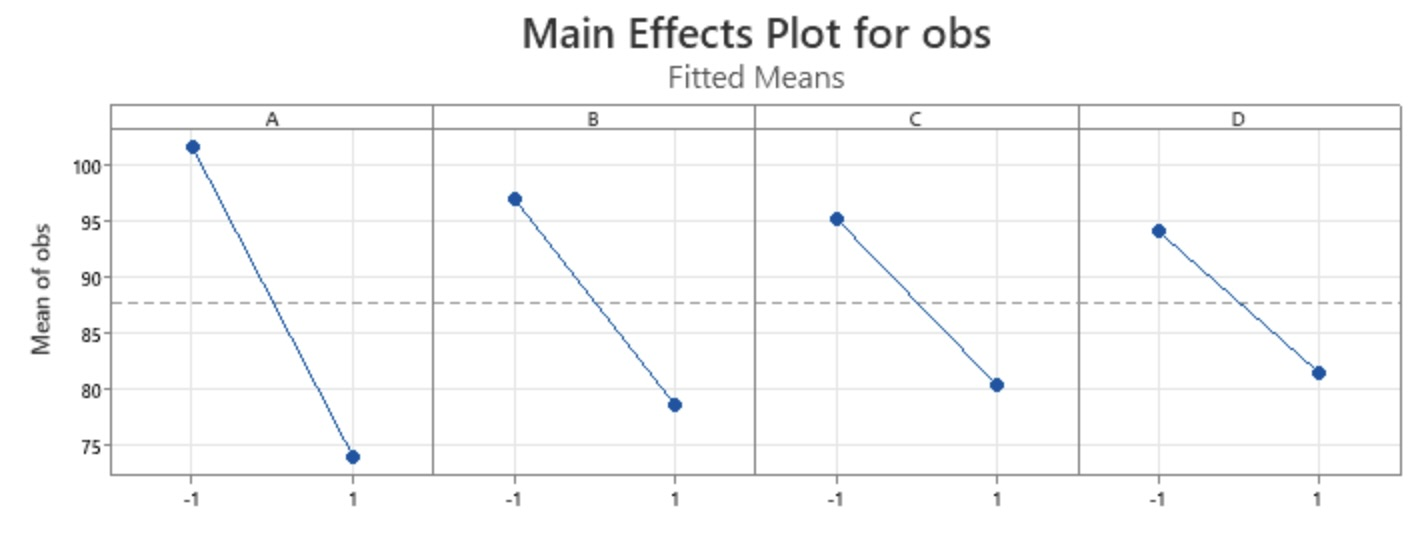 Main Effects Plot for obs
Fitted Means
A B C D
Mean of obs
100
95
90
85
80
75
-1 1 -1 1 -1 1 -1 1